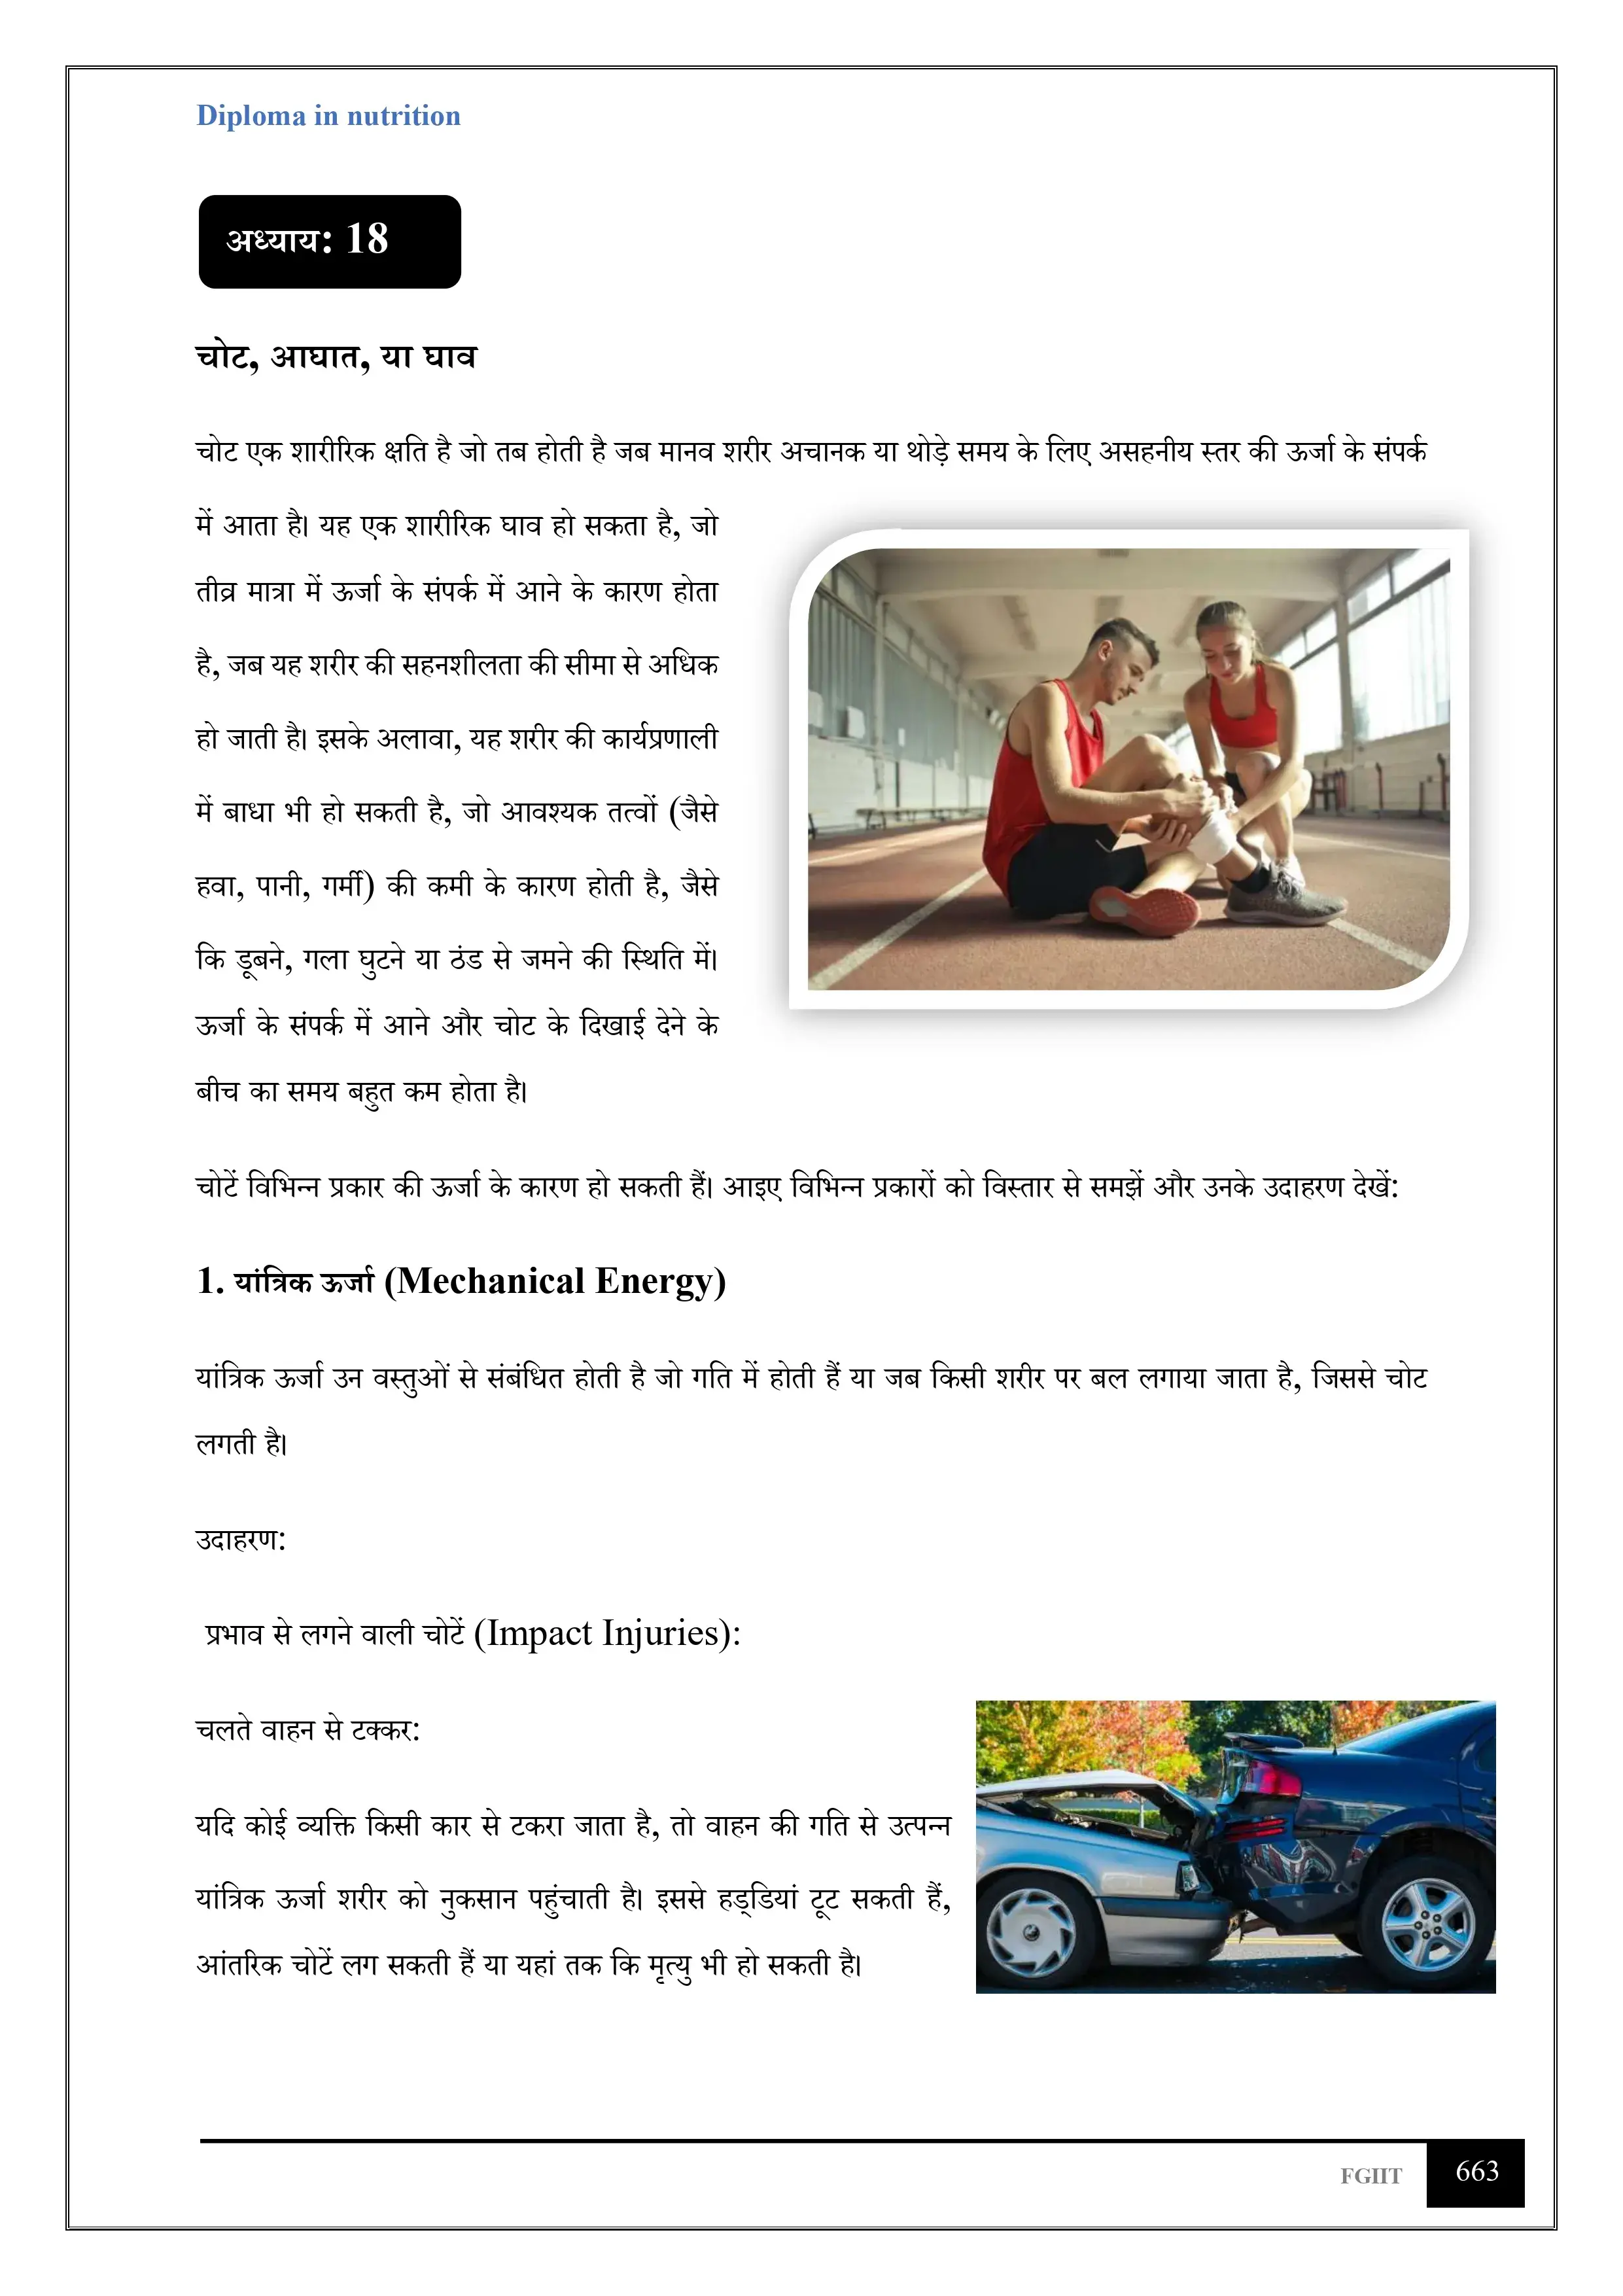 Diploma in nutrition
अध्याय: 18
चोट, आघात, या घाव
चोट एक शारीरिक क्षति है जो तब होती है जब मानव शरीर अचानक या थोड़े समय के लिए असहनीय स्तर की ऊर्जा के संपर्क
में आता है। यह एक शारीरिक घाव हो सकता है, जो
तीव्र मात्रा में ऊर्जा के संपर्क में आने के कारण होता
है, जब यह शरीर की सहनशीलता की सीमा से अधिक
हो जाती है। इसके अलावा, यह शरीर की कार्यप्रणाली
में बाधा भी हो सकती है, जो आवश्यक तत्वों (जैसे
हवा, पानी, गर्मी) की कमी के कारण होती है, जैसे
कि डूबने, गला घुटने या ठंड से जमने की स्थिति में।
ऊर्जा के संपर्क में आने और चोट के दिखाई देने के
बीच का समय बहुत कम होता है।
चोटें विभिन्न प्रकार की ऊर्जा के कारण हो सकती हैं। आइए विभिन्न प्रकारों को विस्तार से समझें और उनके उदाहरण देखें:
1. यांत्रिक ऊर्जा (Mechanical Energy)
यांत्रिक ऊर्जा उन वस्तुओं से संबंधित होती है जो गति में होती हैं या जब किसी शरीर पर बल लगाया जाता है, जिससे चोट
लगती है।
उदाहरण:
प्रभाव से लगने वाली चोटें (Impact Injuries):
चलते वाहन से टक्कर:
यदि कोई व्यक्ति किसी कार से टकरा जाता है, तो वाहन की गति से उत्पन्न
यांत्रिक ऊर्जा शरीर को नुकसान पहुंचाती है। इससे हड्डियां टूट सकती हैं,
आंतरिक चोटें लग सकती हैं या यहां तक कि मृत्यु भी हो सकती है।
FGIIT 663